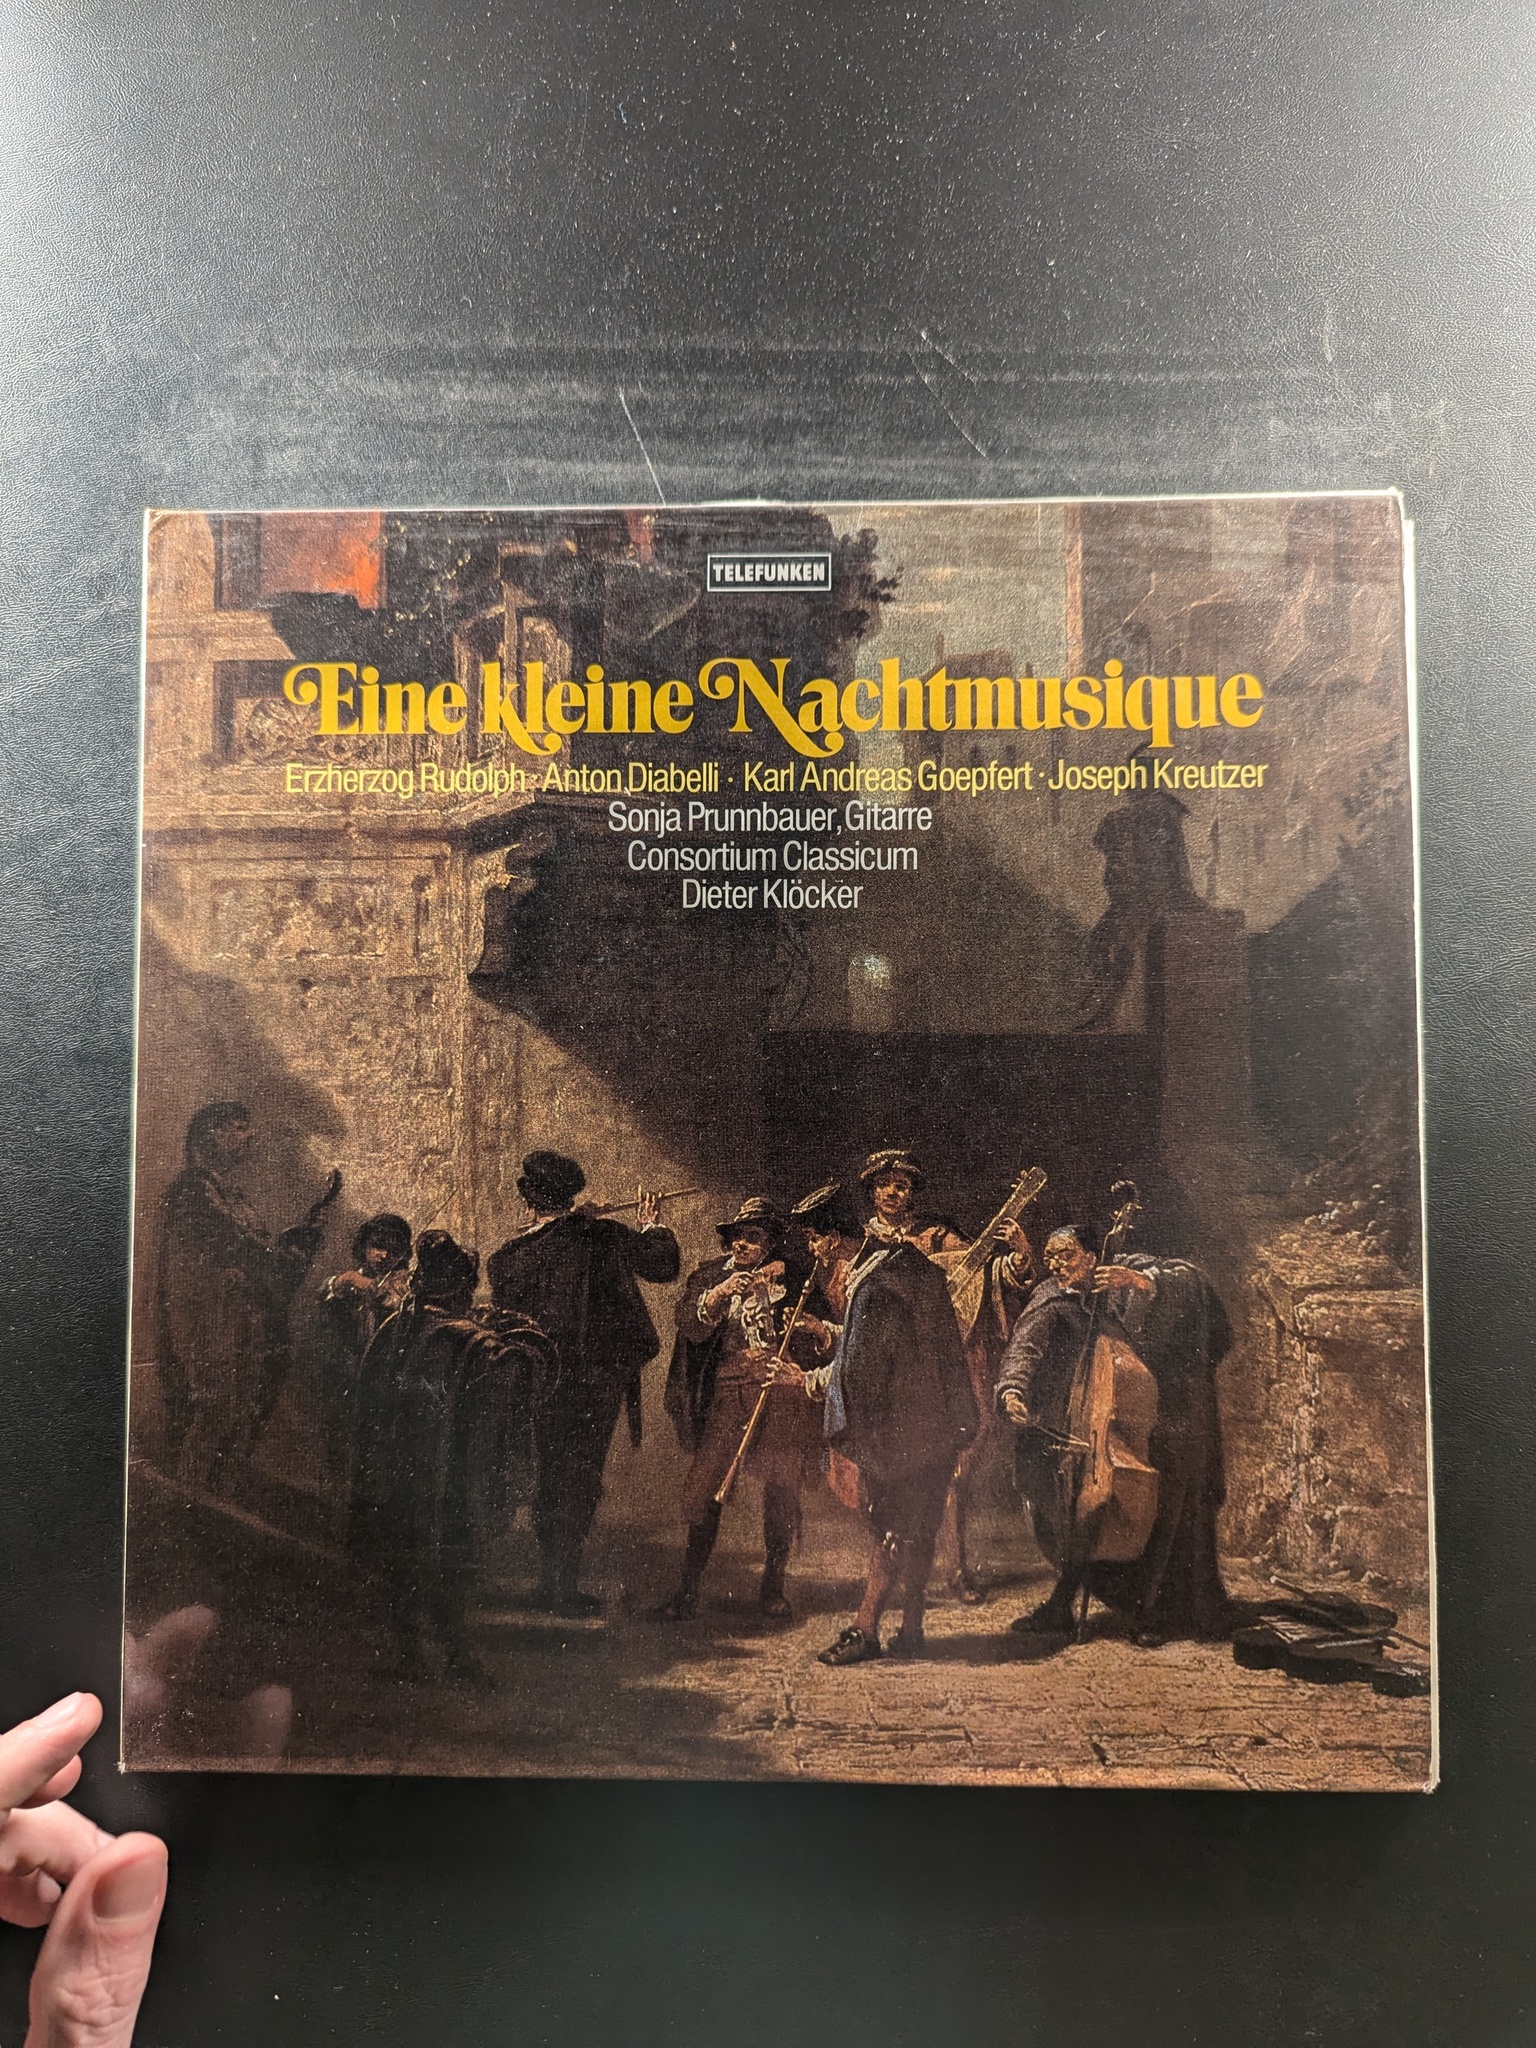 TELEFUNKEN
Eine kleine Nachtmusique
Erzherzog Rudolph · Anton Diabelli · Karl Andreas Goepfert · Joseph Kreutzer
Sonja Prunnbauer, Gitarre
Consortium Classicum
Dieter Klöcker